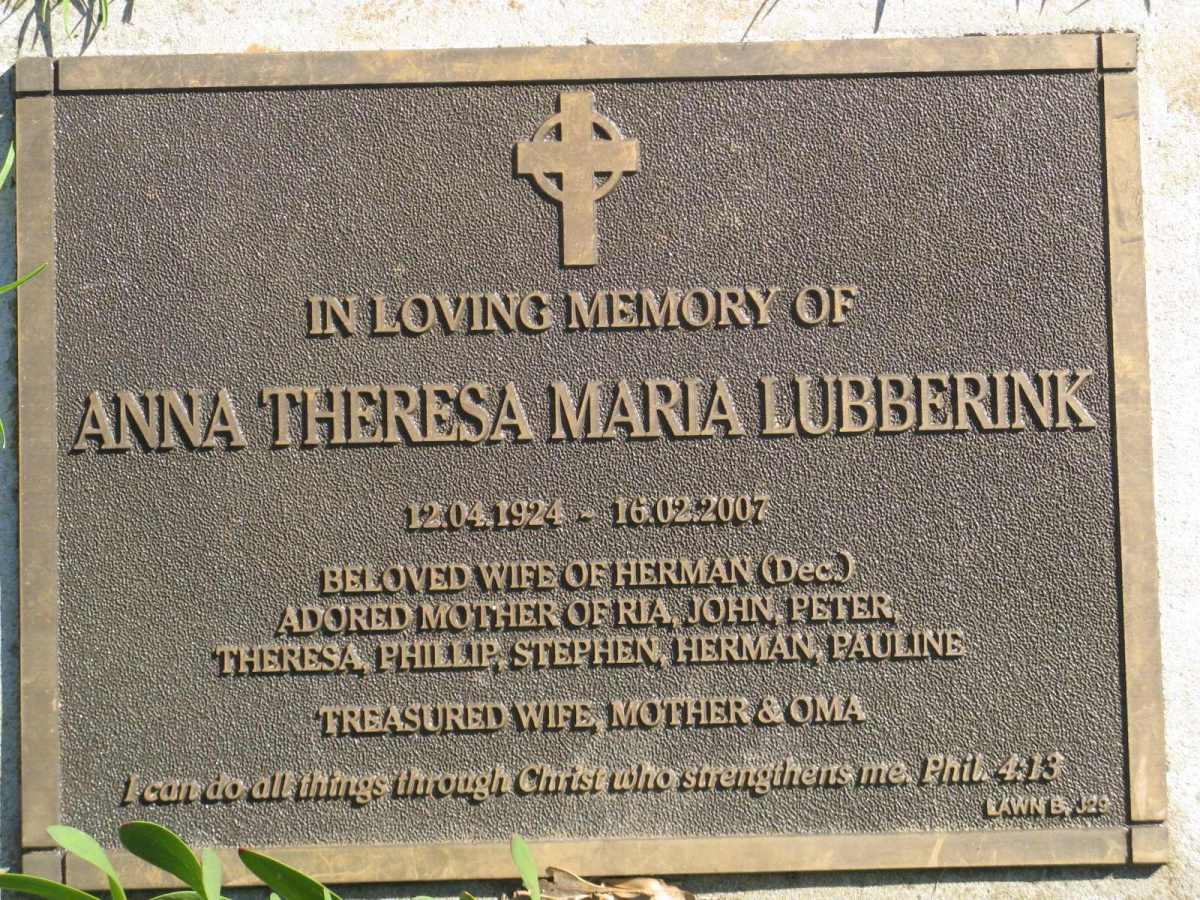 IN LOVING MEMORY OF
ANNA THERESA MARIA LUBBERINK
12.04.1924 ~ 16.02.2007
BELOVED WIFE OF HERMAN (Dec.)
ADORED MOTHER OF RIA, JOHN, PETER,
THERESA, PHILLIP, STEPHEN, HERMAN, PAULINE
TREASURED WIFE, MOTHER & OMA
I can do all things through Christ who strengthens me. Phil. 4:13
LAWN B, J29